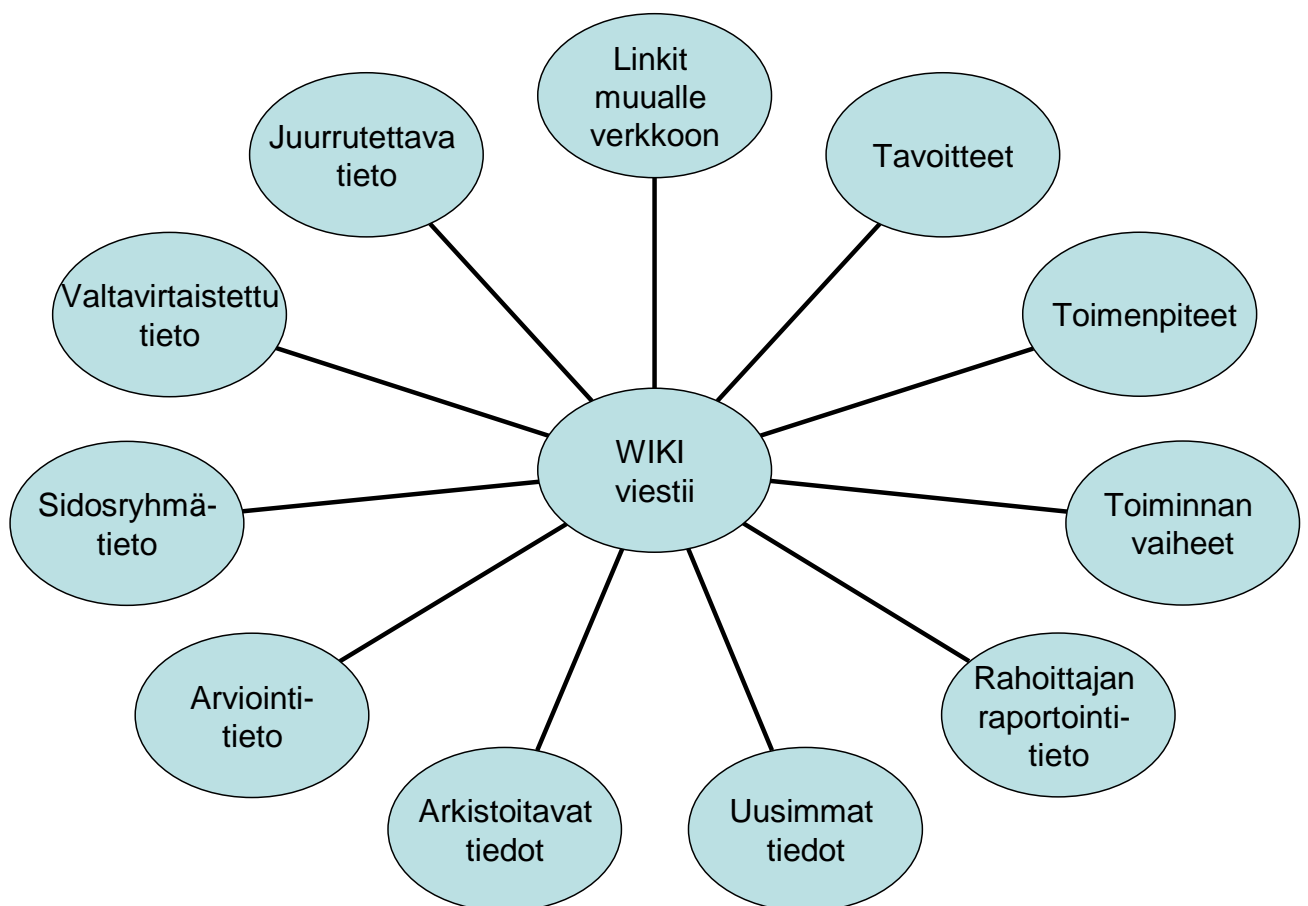 Linkit
muualle
verkkoon
Tavoitteet
Toimenpiteet
Toiminnan
vaiheet
Rahoittajan
raportointi-
tieto
Uusimmat
tiedot
Arkistoitavat
tiedot
Arviointi-
tieto
Sidosryhmä-
tieto
Valtavirtaistettu
tieto
Juurrutettava
tieto
WIKI
viestii